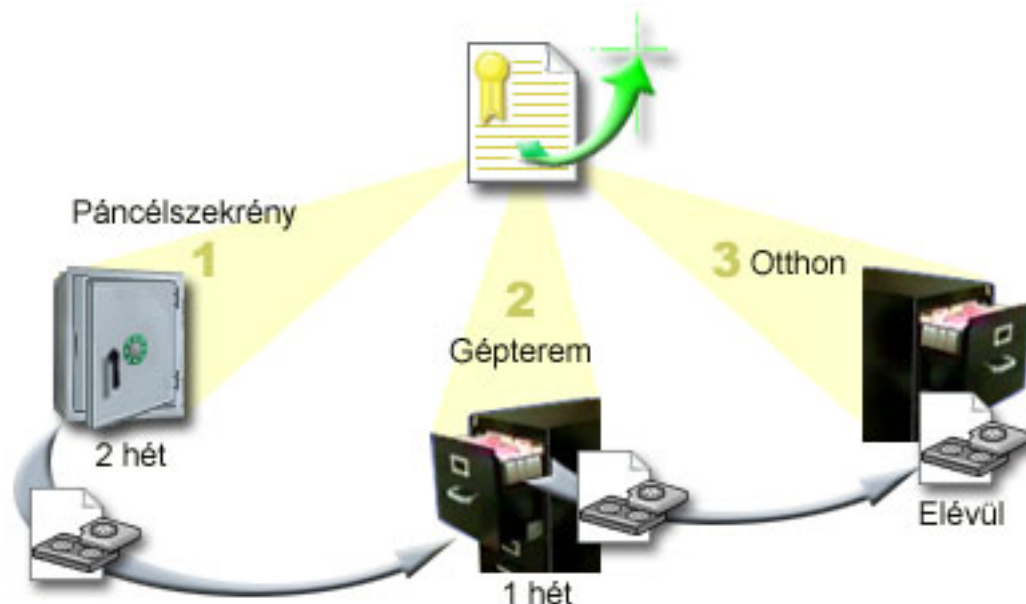 Páncélszekrény
1
2 hét
2
Gépterem
1 hét
3 Otthon
Elévül